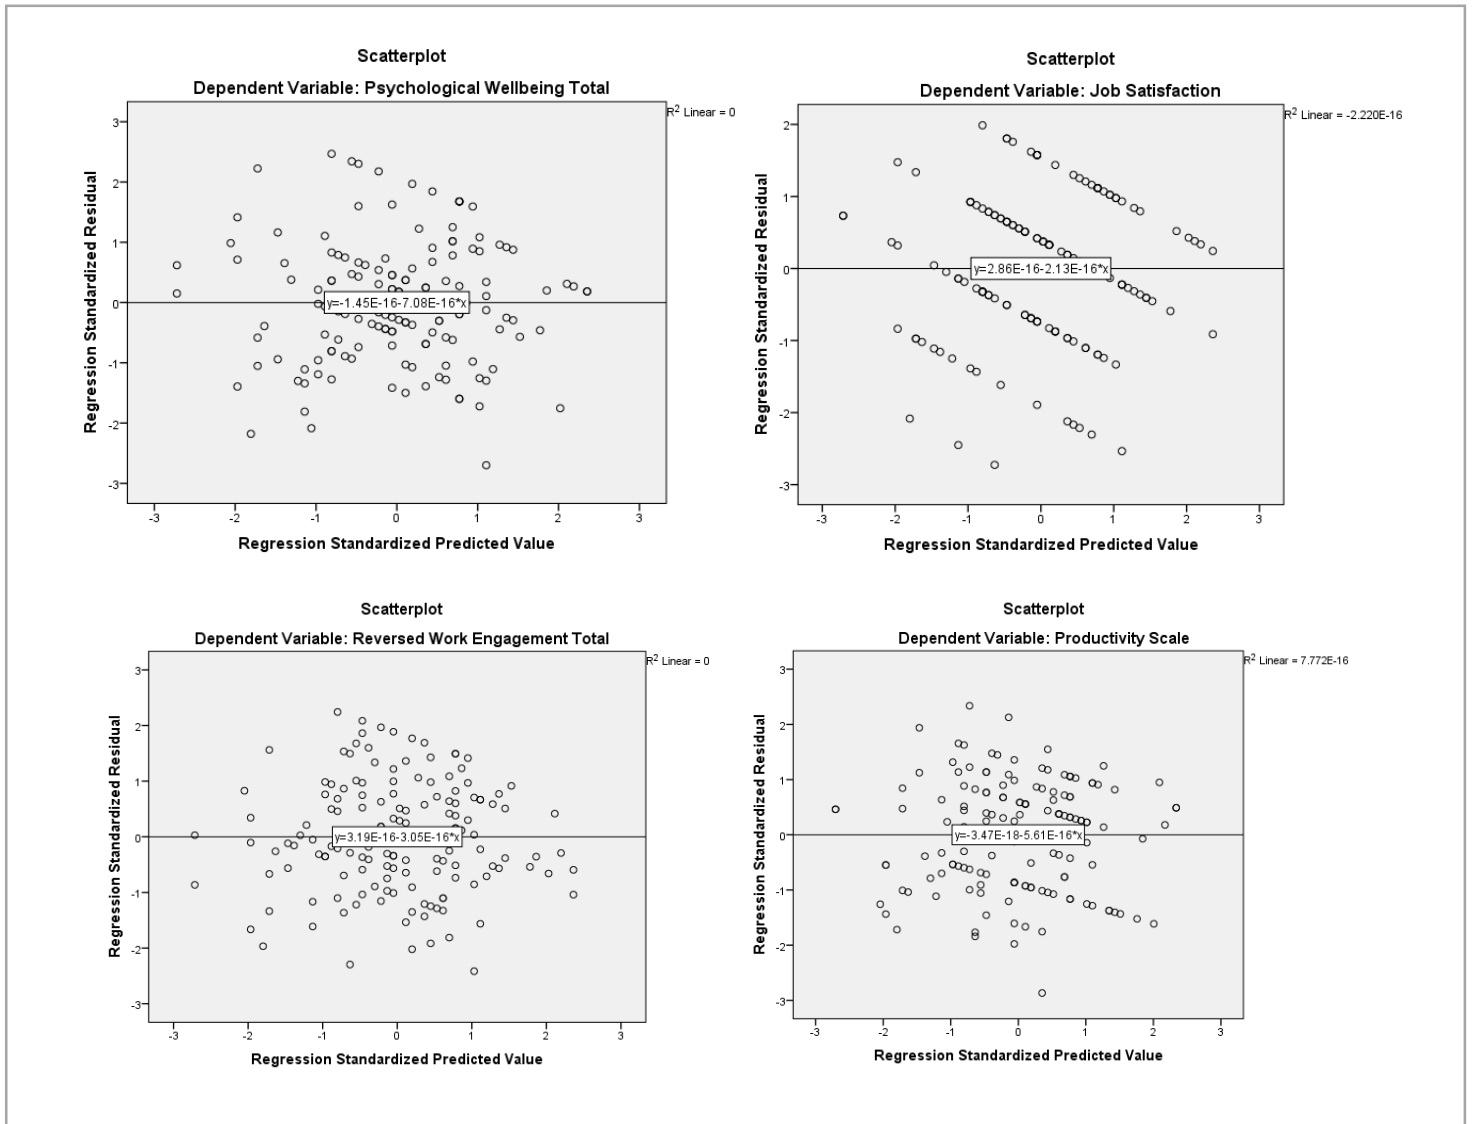 Scatterplot
Dependent Variable: Psychological Wellbeing Total
R2 Linear = 0
Regression Standardized Residual
3
2
1
0
-1
-2
-3
y=-1.45E-16-7.08E-16*x
-3 -2 -1 0 1 2 3
Regression Standardized Predicted Value
Scatterplot
Dependent Variable: Job Satisfaction
R2 Linear = -2.220E-16
Regression Standardized Residual
2
1
0
-1
-2
-3
y=2.86E-16-2.13E-16*x
-3 -2 -1 0 1 2 3
Regression Standardized Predicted Value
Scatterplot
Dependent Variable: Reversed Work Engagement Total
R2 Linear = 0
Regression Standardized Residual
3
2
1
0
-1
-2
-3
y=3.19E-16-3.05E-16*x
-3 -2 -1 0 1 2 3
Regression Standardized Predicted Value
Scatterplot
Dependent Variable: Productivity Scale
R2 Linear = 7.772E-16
Regression Standardized Residual
3
2
1
0
-1
-2
-3
y=-3.47E-18-5.61E-16*x
-3 -2 -1 0 1 2 3
Regression Standardized Predicted Value